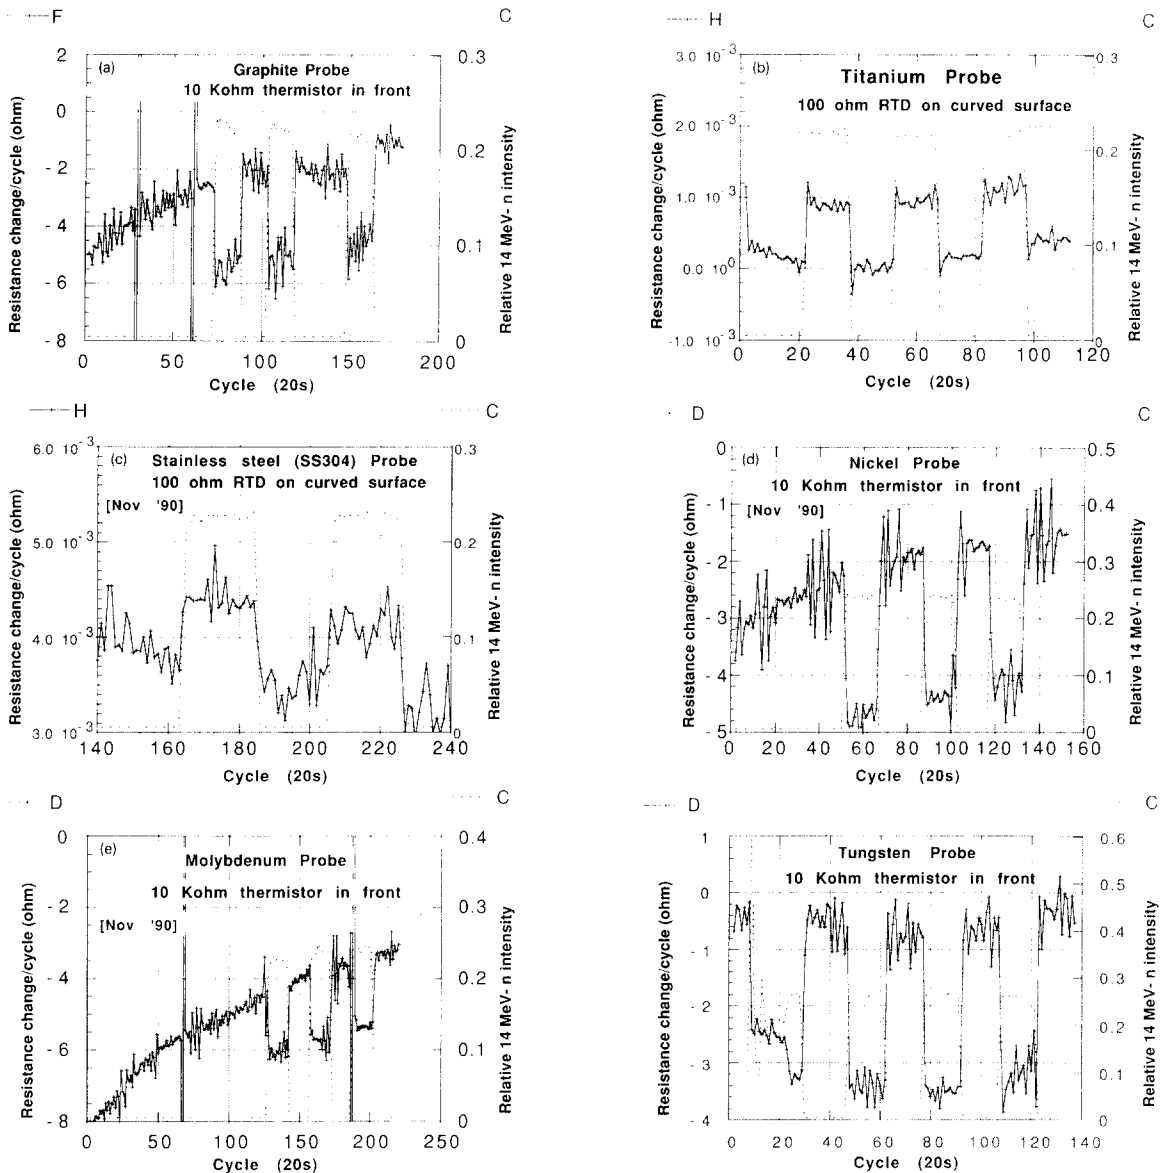 F C
2 0.3
(a) Graphite Probe
10 Kohm thermistor in front
0
- 2 0.2
- 4 0.1
- 6
- 8 0
0 50 100 150 200
Cycle (20s)
Resistance change/cycle (ohm)
Relative 14 MeV- n intensity
H C
3.0 10⁻³ 0.3
(b) Titanium Probe
100 ohm RTD on curved surface
2.0 10⁻³ 0.2
1.0 10⁻³
0.0 10⁰ 0.1
-1.0 10⁻³ 0
0 20 40 60 80 100 120
Cycle (20s)
Resistance change/cycle (ohm)
Relative 14 MeV- n intensity
H C
6.0 10⁻³ 0.3
(c) Stainless steel (SS304) Probe
100 ohm RTD on curved surface
[Nov '90]
5.0 10⁻³ 0.2
4.0 10⁻³ 0.1
3.0 10⁻³ 0
140 160 180 200 220 240
Cycle (20s)
Resistance change/cycle (ohm)
Relative 14 MeV- n intensity
D C
0 0.5
(d) Nickel Probe
10 Kohm thermistor in front
[Nov '90]
- 1 0.4
- 2 0.3
- 3 0.2
- 4 0.1
- 5 0
0 20 40 60 80 100 120 140 160
Cycle (20s)
Resistance change/cycle (ohm)
Relative 14 MeV- n intensity
D C
0 0.4
(e) Molybdenum Probe
10 Kohm thermistor in front
[Nov '90]
- 2 0.3
- 4 0.2
- 6 0.1
- 8 0
0 50 100 150 200 250
Cycle (20s)
Resistance change/cycle (ohm)
Relative 14 MeV- n intensity
D C
1 0.6
Tungsten Probe
10 Kohm thermistor in front
0 0.5
0.4
- 1
0.3
- 2 0.2
- 3 0.1
- 4 0
0 20 40 60 80 100 120 140
Cycle (20s)
Resistance change/cycle (ohm)
Relative 14 MeV- n intensity